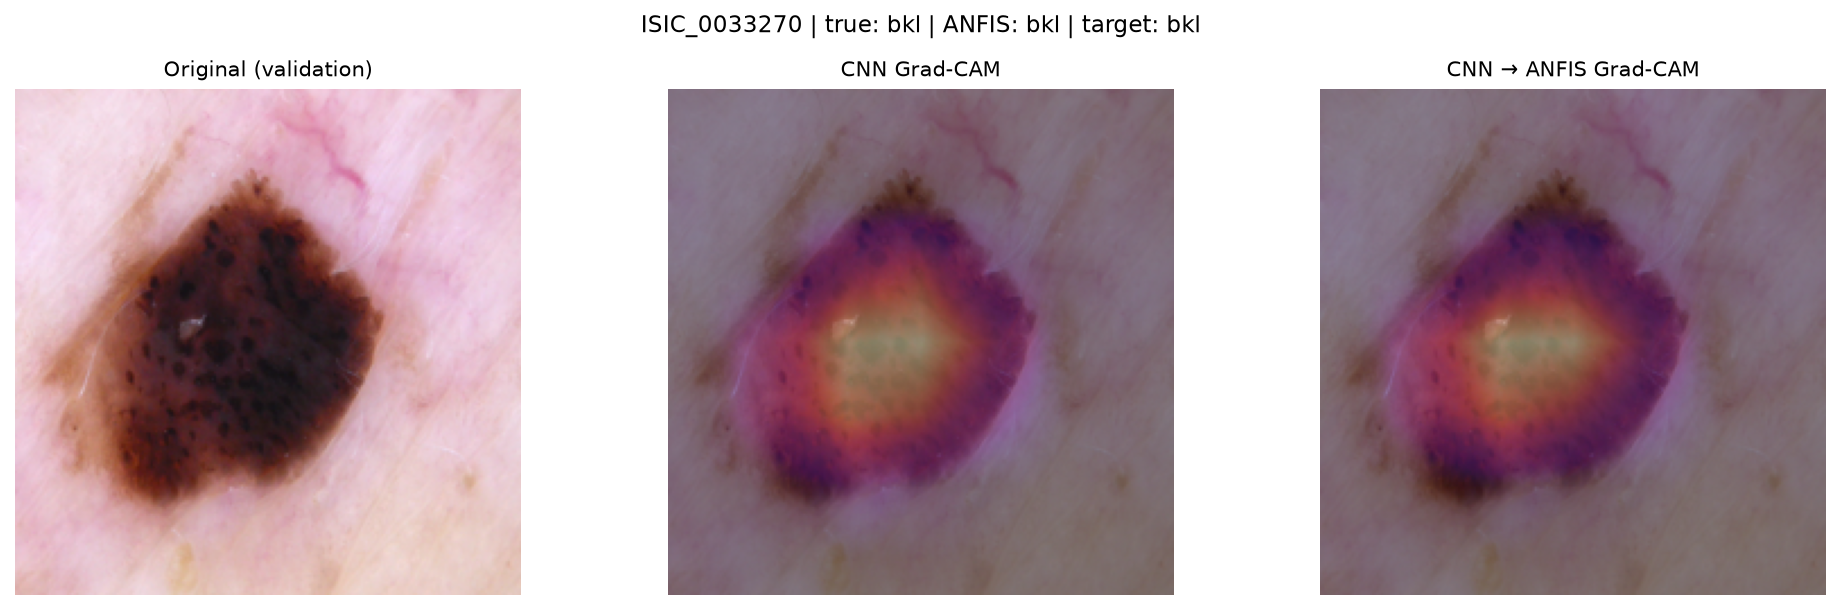 ISIC_0033270 | true: bkl | ANFIS: bkl | target: bkl
Original (validation)
CNN Grad-CAM
CNN → ANFIS Grad-CAM